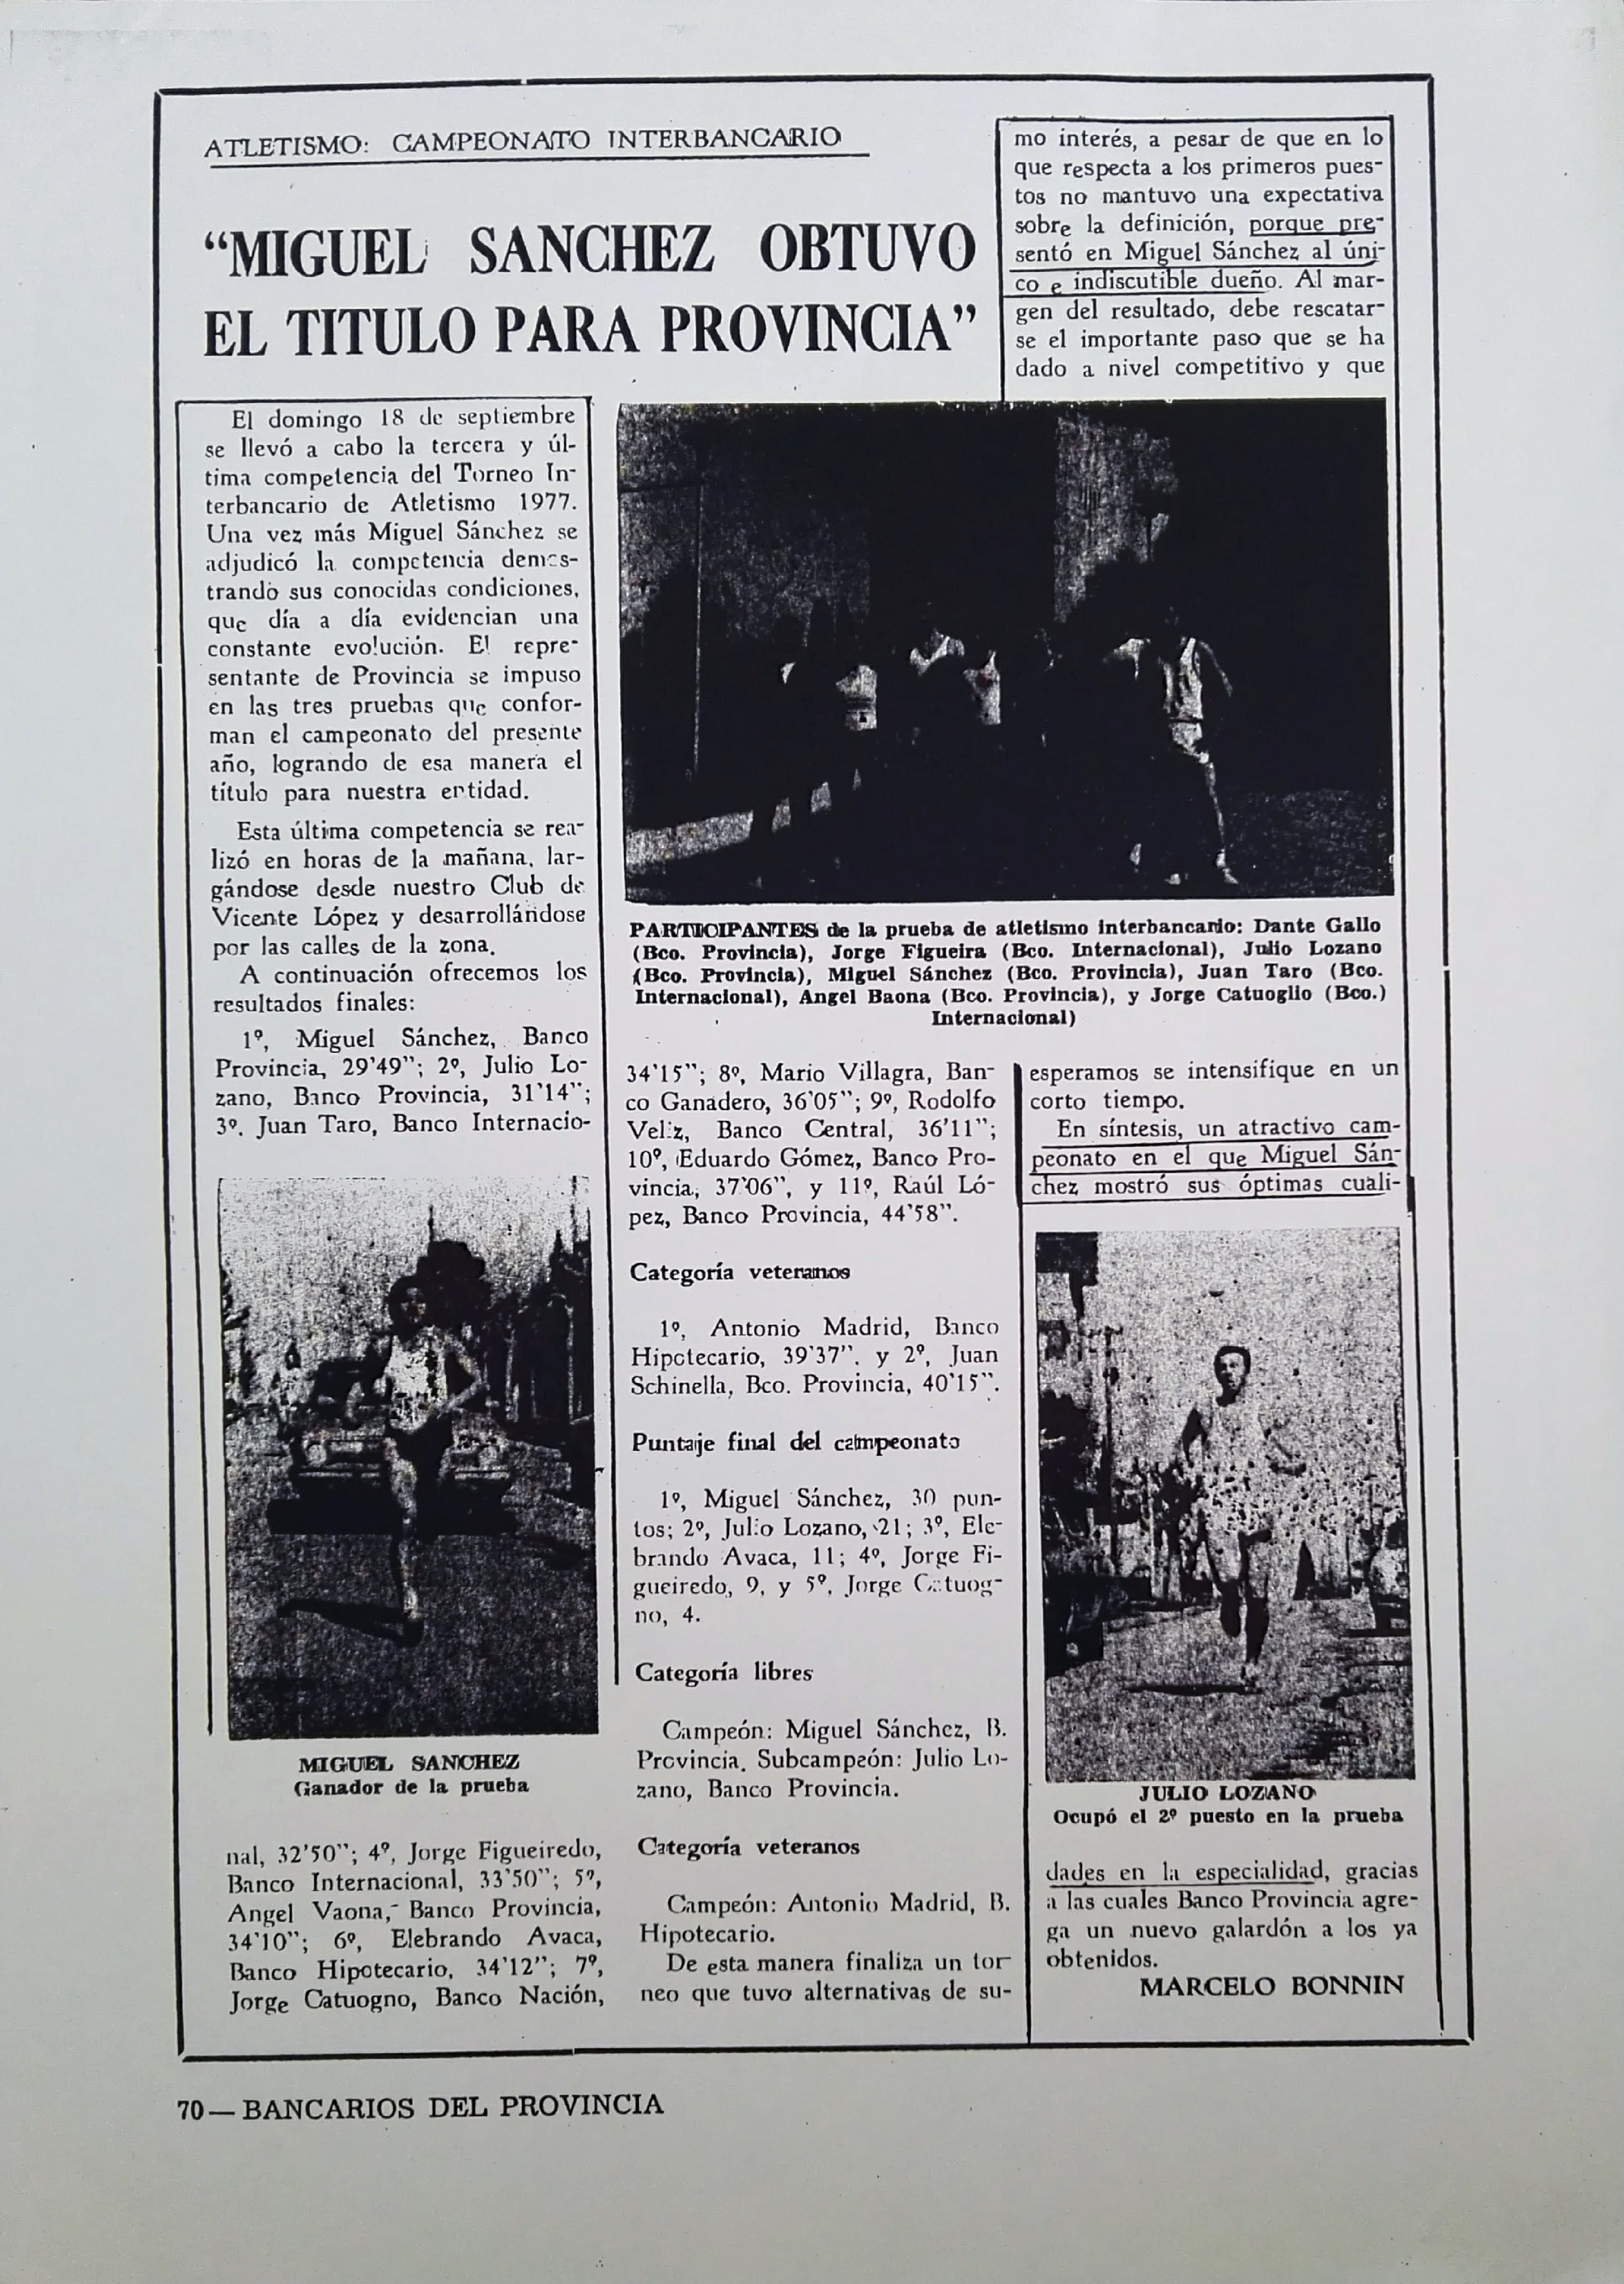 ATLETISMO: CAMPEONATO INTERBANCARIO
“MIGUEL SANCHEZ OBTUVO
EL TITULO PARA PROVINCIA”
El domingo 18 de septiembre
se llevó a cabo la tercera y úl-
tima competencia del Torneo In-
terbancario de Atletismo 1977.
Una vez más Miguel Sánchez se
adjudicó la competencia demos-
trando sus conocidas condiciones,
que día a día evidencian una
constante evolución. El repre-
sentante de Provincia se impuso
en las tres pruebas que confor-
man el campeonato del presente
año, logrando de esa manera el
título para nuestra entidad.
Esta última competencia se rea-
lizó en horas de la mañana, lar-
gándose desde nuestro Club de
Vicente López y desarrollándose
por las calles de la zona.
A continuación ofrecemos los
resultados finales:
1º, Miguel Sánchez, Banco
Provincia, 29'49”; 2º, Julio Lo-
zano, Banco Provincia, 31'14”;
3º. Juan Taro, Banco Internacio-
MIGUEL SANCHEZ
Ganador de la prueba
nal, 32'50”; 4º, Jorge Figueiredo,
Banco Internacional, 33'50”; 5º,
Angel Vaona, Banco Provincia,
34'10”; 6º, Elebrando Avaca,
Banco Hipotecario, 34'12”; 7º,
Jorge Catuogno, Banco Nación,
PARTICIPANTES de la prueba de atletismo interbancario: Dante Gallo
(Bco. Provincia), Jorge Figueira (Bco. Internacional), Julio Lozano
(Bco. Provincia), Miguel Sánchez (Bco. Provincia), Juan Taro (Bco.
Internacional), Angel Baona (Bco. Provincia), y Jorge Catuoglio (Bco.)
Internacional)
34'15”; 8º, Mario Villagra, Ban-
co Ganadero, 36'05”; 9º, Rodolfo
Veliz, Banco Central, 36'11”;
10º, Eduardo Gómez, Banco Pro-
vincia, 37'06”, y 11º, Raúl Ló-
pez, Banco Provincia, 44'58”.
Categoría veteranos
1º, Antonio Madrid, Banco
Hipotecario, 39'37”. y 2º, Juan
Schinella, Bco. Provincia, 40'15”.
Puntaje final del campeonato
1º, Miguel Sánchez, 30 pun-
tos; 2º, Julio Lozano, 21; 3º, Ele-
brando Avaca, 11; 4º, Jorge Fi-
gueiredo, 9, y 5º, Jorge Catuog-
no, 4.
Categoría libres
Campeón: Miguel Sánchez, B.
Provincia. Subcampeón: Julio Lo-
zano, Banco Provincia.
Categoría veteranos
Campeón: Antonio Madrid, B.
Hipotecario.
De esta manera finaliza un tor
neo que tuvo alternativas de su-
mo interés, a pesar de que en lo
que respecta a los primeros pues-
tos no mantuvo una expectativa
sobre la definición, porque pre-
sentó en Miguel Sánchez al úni-
co e indiscutible dueño. Al mar-
gen del resultado, debe rescatar-
se el importante paso que se ha
dado a nivel competitivo y que
esperamos se intensifique en un
corto tiempo.
En síntesis, un atractivo cam-
peonato en el que Miguel Sán-
chez mostró sus óptimas cuali-
JULIO LOZANO
Ocupó el 2º puesto en la prueba
dades en la especialidad, gracias
a las cuales Banco Provincia agre-
ga un nuevo galardón a los ya
obtenidos.
MARCELO BONNIN
70 — BANCARIOS DEL PROVINCIA